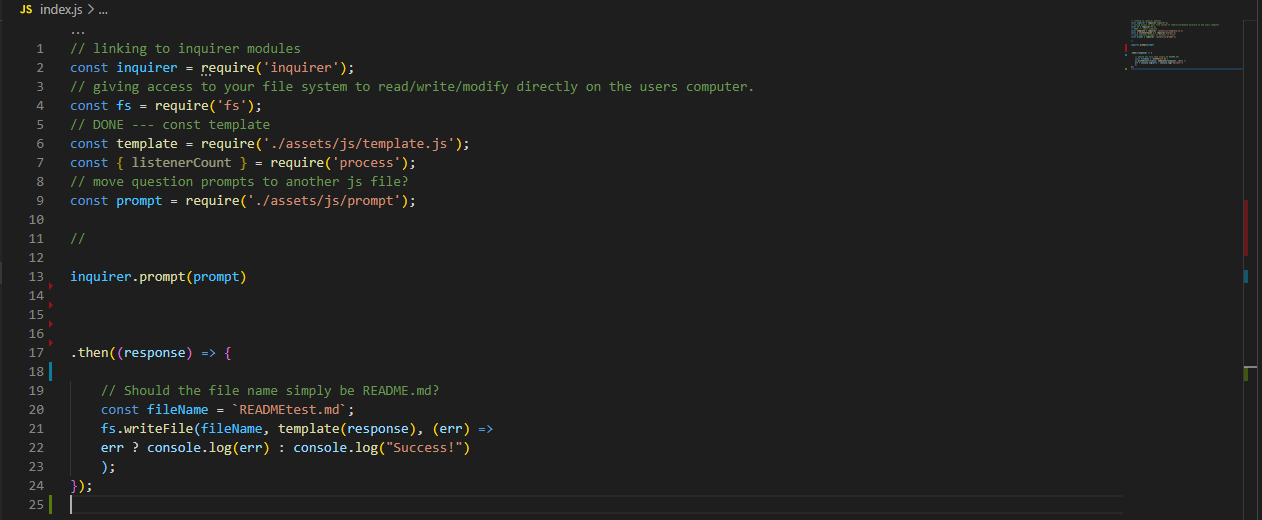 JS index.js > ...
...
1 // linking to inquirer modules
2 const inquirer = require('inquirer');
3 // giving access to your file system to read/write/modify directly on the users computer.
4 const fs = require('fs');
5 // DONE --- const template
6 const template = require('./assets/js/template.js');
7 const { listenerCount } = require('process');
8 // move question prompts to another js file?
9 const prompt = require('./assets/js/prompt');
10
11 //
12
13 inquirer.prompt(prompt)
14
15
16
17 .then((response) => {
18
19     // Should the file name simply be README.md?
20     const fileName = `READMEtest.md`;
21     fs.writeFile(fileName, template(response), (err) =>
22     err ? console.log(err) : console.log("Success!")
23     );
24 });
25